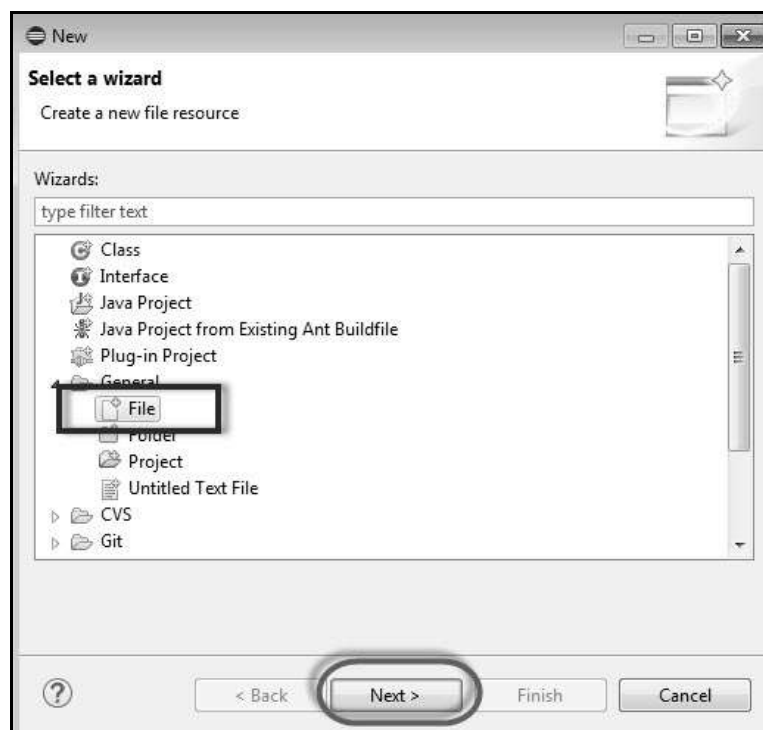 New
Select a wizard
Create a new file resource
Wizards:
type filter text
Class
Interface
Java Project
Java Project from Existing Ant Buildfile
Plug-in Project
General
File
Folder
Project
Untitled Text File
CVS
Git
< Back Next > Finish Cancel